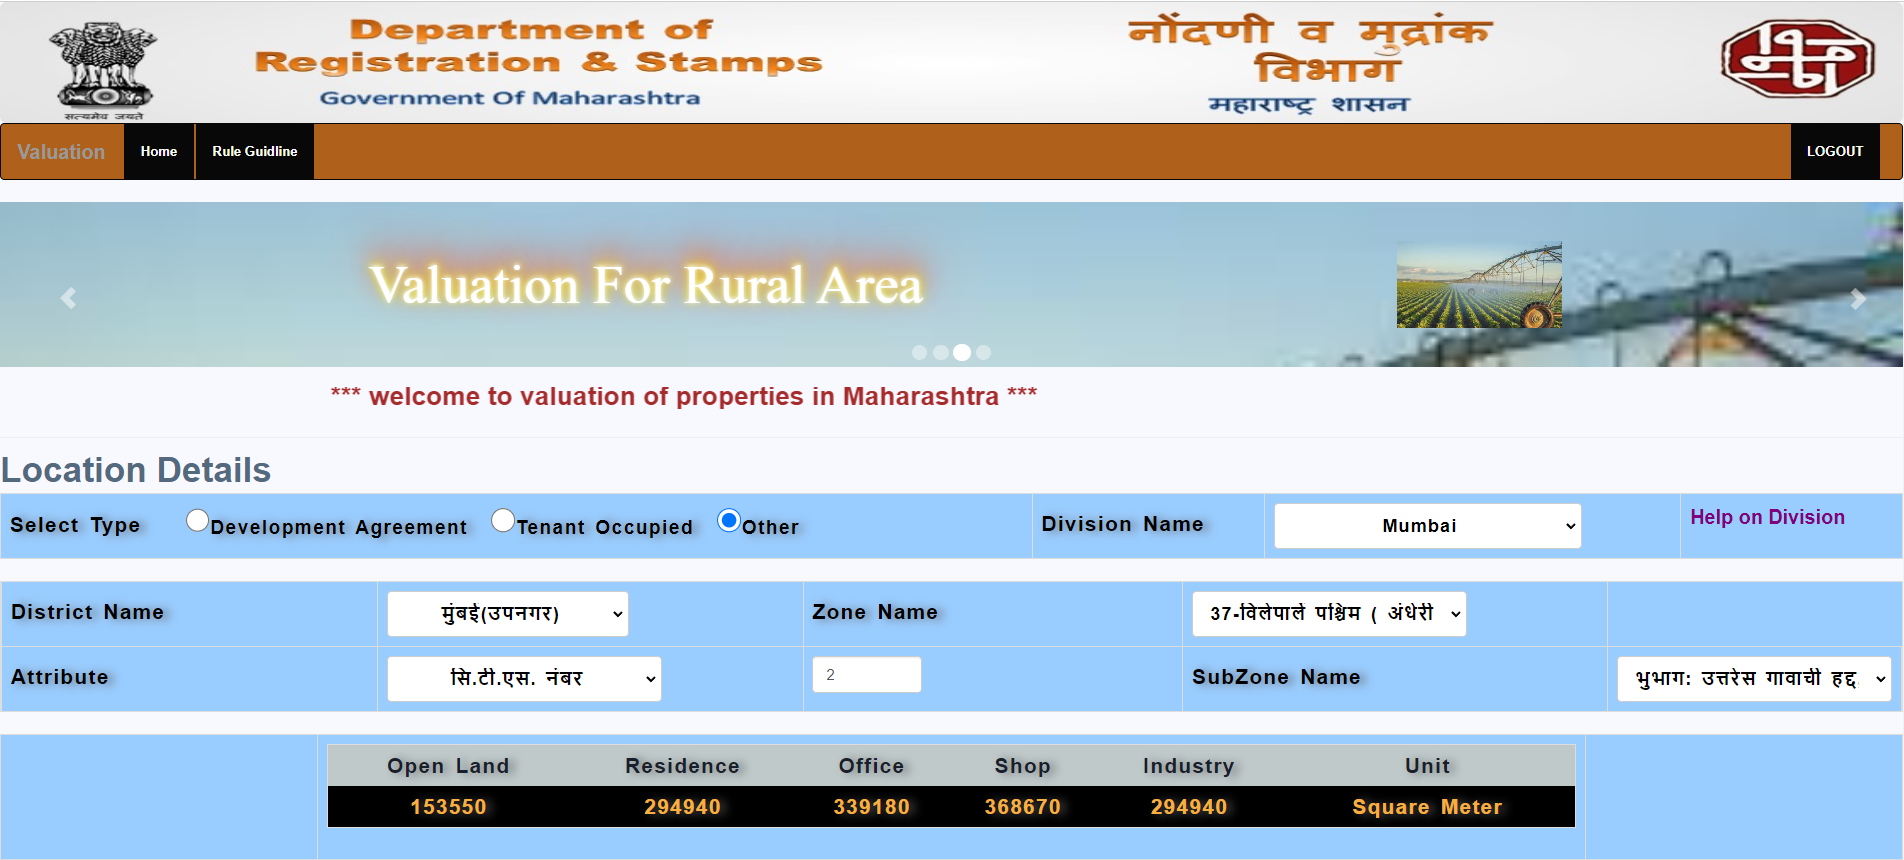 Department of
Registration & Stamps
Government Of Maharashtra
सत्यमेव जयते
नोंदणी व मुद्रांक
विभाग
महाराष्ट्र शासन
Valuation Home Rule Guidline LOGOUT
Valuation For Rural Area
*** welcome to valuation of properties in Maharashtra ***
Location Details
Select Type Development Agreement Tenant Occupied Other Division Name Mumbai Help on Division
District Name मुंबई(उपनगर) Zone Name 37-विलेपार्ले पश्चिम ( अंधेरी
Attribute सि.टी.एस. नंबर 2 SubZone Name भुभाग: उत्तरेस गावाची हद्द
Open Land Residence Office Shop Industry Unit
153550 294940 339180 368670 294940 Square Meter